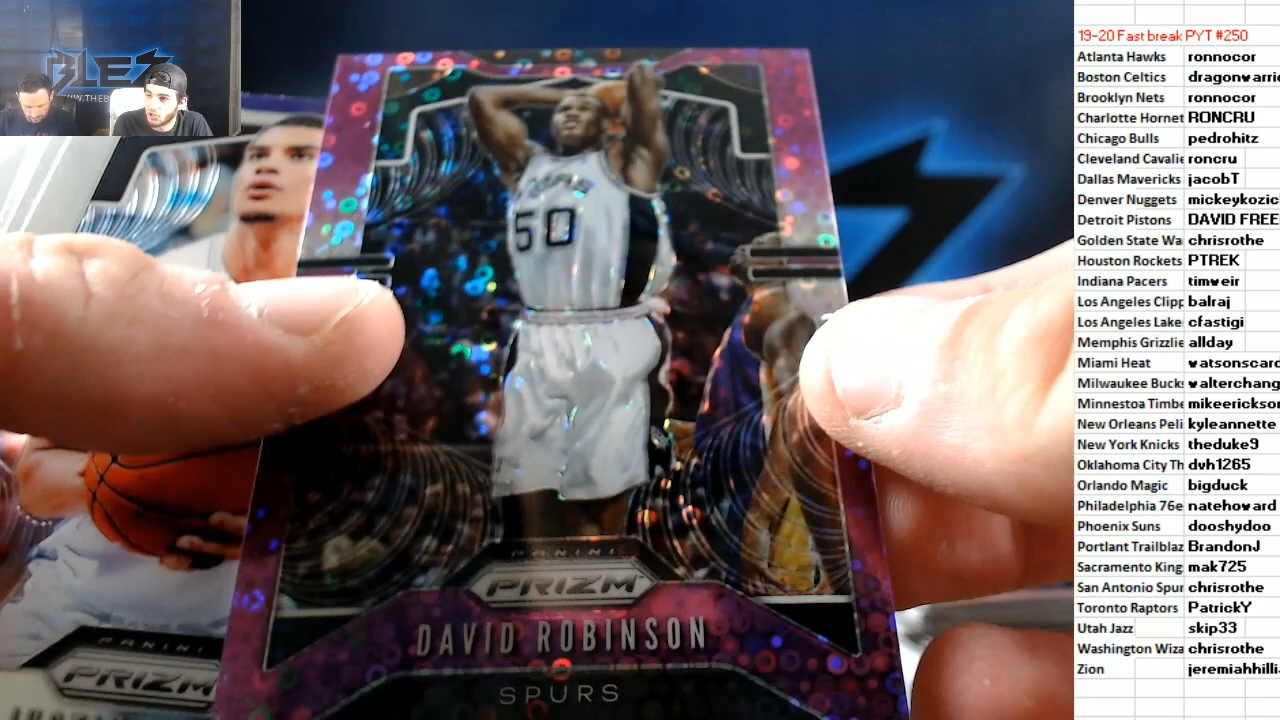 BLEZ
WWW.THEB
50
PANINI
PRIZM
DAVID ROBINSON
SPURS
PANINI
PRIZM
19-20 Fast break PYT #250
Atlanta Hawks ronnocor
Boston Celtics dragonwarrio
Brooklyn Nets ronnocor
Charlotte Hornet RONCRU
Chicago Bulls pedrohitz
Cleveland Cavalie roncru
Dallas Mavericks jacobT
Denver Nuggets mickeykozic
Detroit Pistons DAVID FREE
Golden State Wa chrisrothe
Houston Rockets PTREK
Indiana Pacers timweir
Los Angeles Clipp balraj
Los Angeles Lake cfastigi
Memphis Grizzlie allday
Miami Heat watsonscard
Milwaukee Bucks walterchang
Minnestoa Timbe mikeerickson
New Orleans Peli kyleannette
New York Knicks theduke9
Oklahoma City Th dvh1265
Orlando Magic bigduck
Philadelphia 76e natehoward
Phoenix Suns dooshydoo
Portlant Trailblaz BrandonJ
Sacramento King mak725
San Antonio Spur chrisrothe
Toronto Raptors PatrickY
Utah Jazz skip33
Washington Wiza chrisrothe
Zion jeremiahhilli